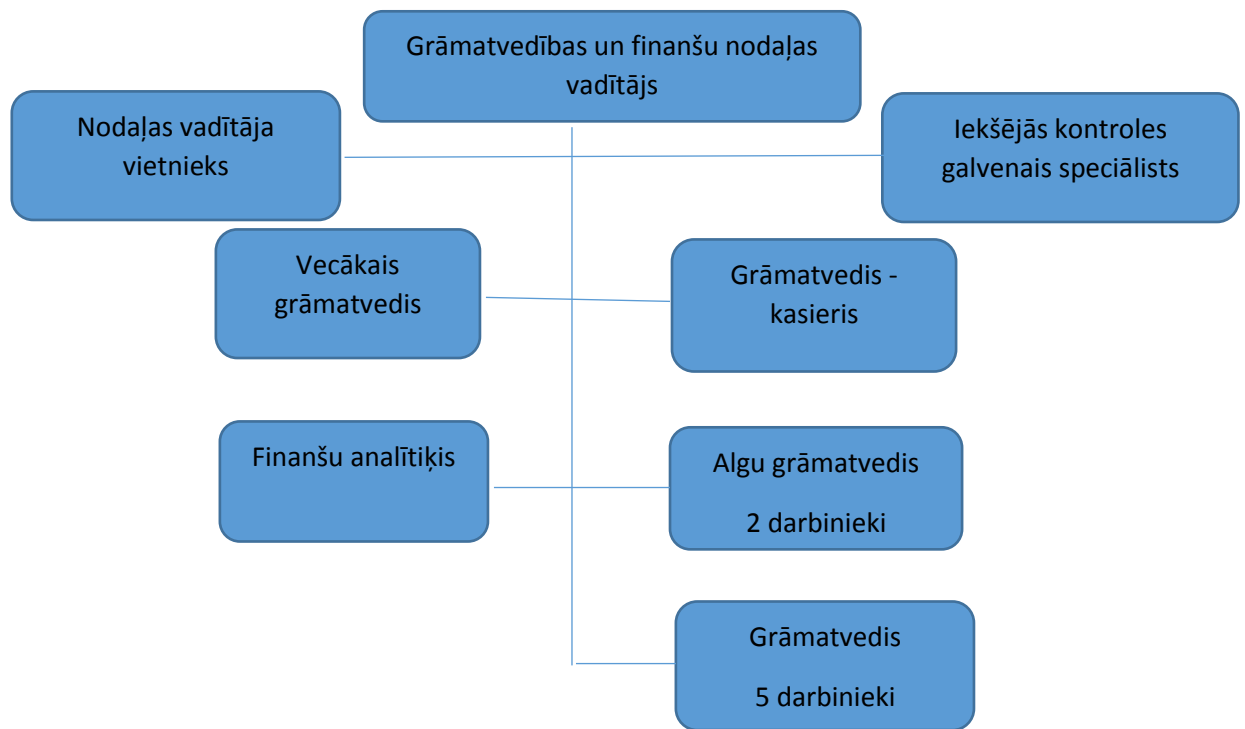 Grāmatvedības un finanšu nodaļas
vadītājs
Nodaļas vadītāja
vietnieks
Iekšējās kontroles
galvenais speciālists
Vecākais
grāmatvedis
Grāmatvedis -
kasieris
Finanšu analītiķis
Algu grāmatvedis
2 darbinieki
Grāmatvedis
5 darbinieki